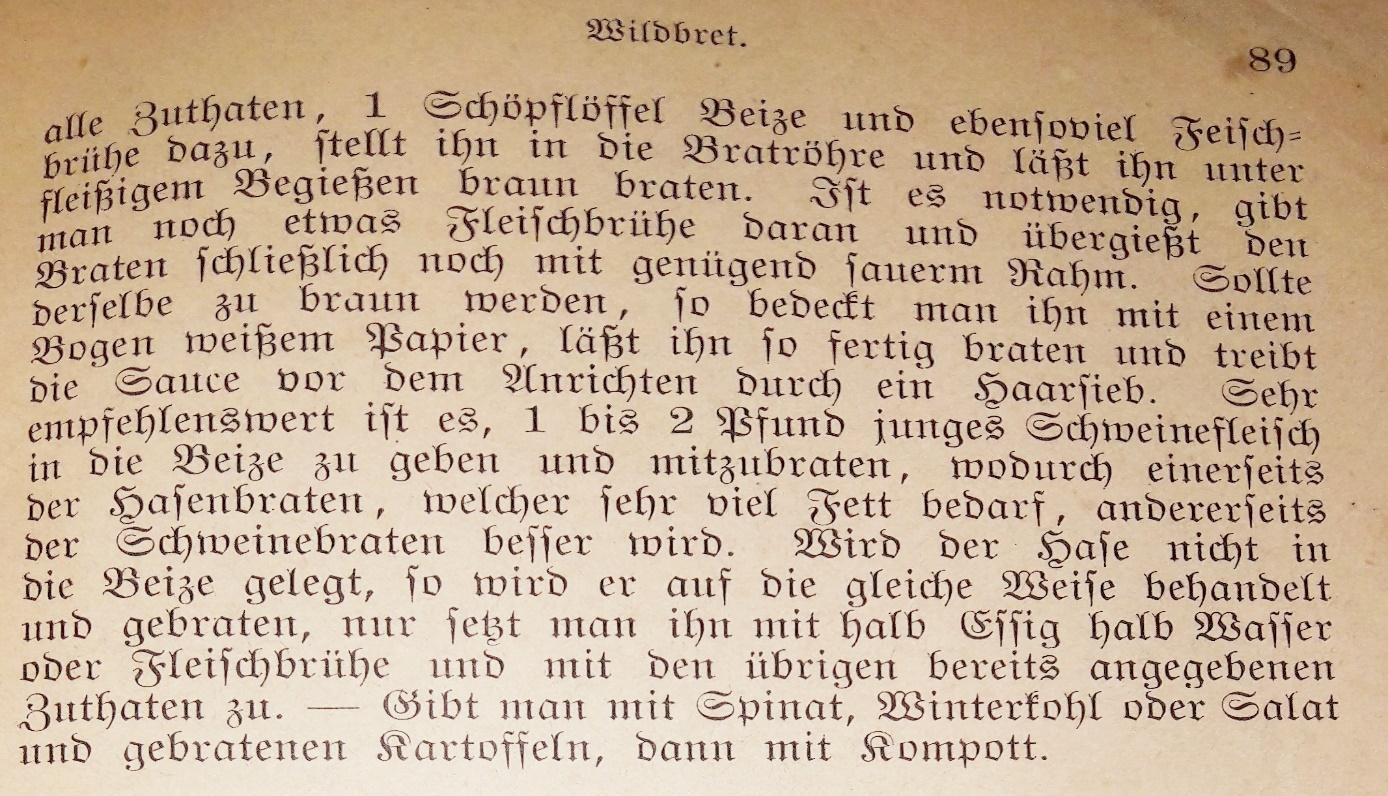 Wildbret.
89
alle Zuthaten, 1 Schöpflöffel Beize und ebensoviel Feisch-
brühe dazu, stellt ihn in die Bratröhre und läßt ihn unter
fleißigem Begießen braun braten. Ist es notwendig, gibt
man noch etwas Fleischbrühe daran und übergießt den
Braten schließlich noch mit genügend sauerm Rahm. Sollte
derselbe zu braun werden, so bedeckt man ihn mit einem
Bogen weißem Papier, läßt ihn so fertig braten und treibt
die Sauce vor dem Anrichten durch ein Haarsieb. Sehr
empfehlenswert ist es, 1 bis 2 Pfund junges Schweinefleisch
in die Beize zu geben und mitzubraten, wodurch einerseits
der Hasenbraten, welcher sehr viel Fett bedarf, andererseits
der Schweinebraten besser wird. Wird der Hase nicht in
die Beize gelegt, so wird er auf die gleiche Weise behandelt
und gebraten, nur setzt man ihn mit halb Essig halb Wasser
oder Fleischbrühe und mit den übrigen bereits angegebenen
Zuthaten zu. — Gibt man mit Spinat, Winterkohl oder Salat
und gebratenen Kartoffeln, dann mit Kompott.